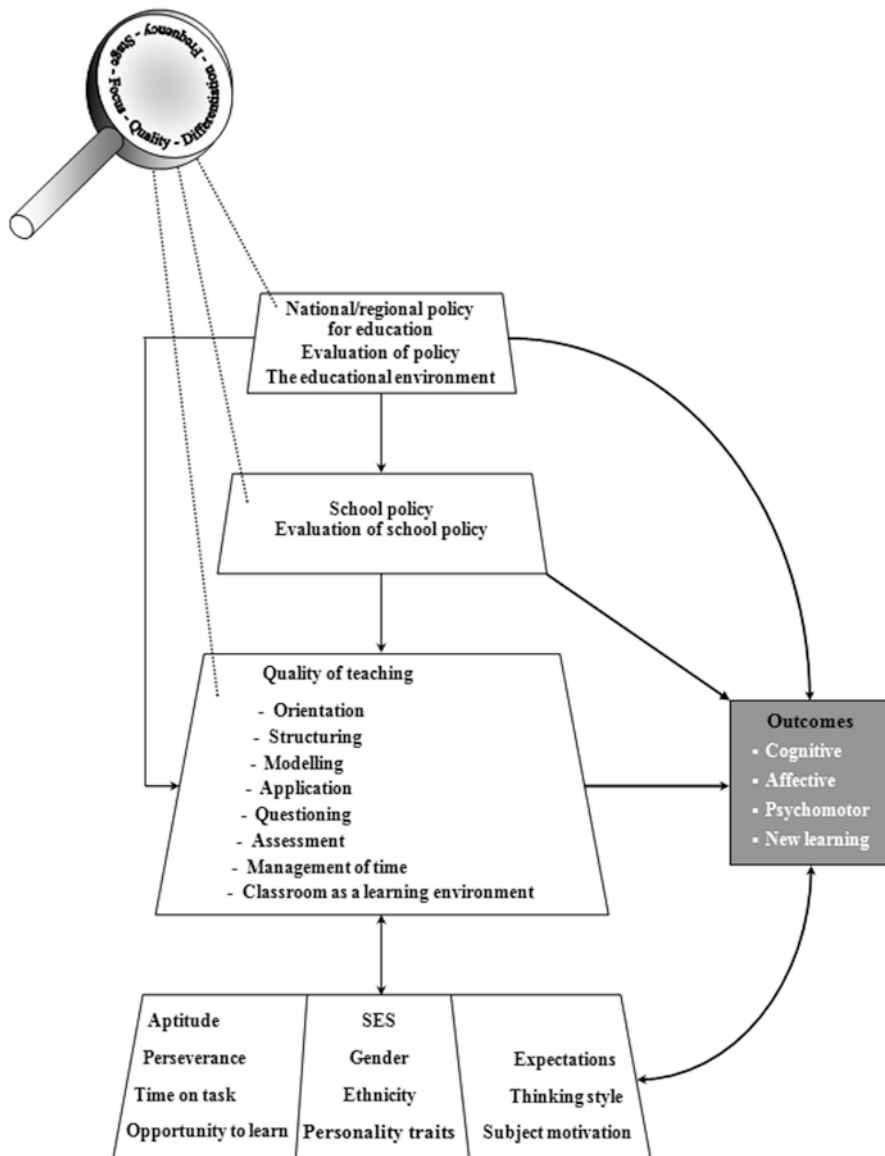 Frequency - Stage - Focus - Quality - Differentiation -
National/regional policy
for education
Evaluation of policy
The educational environment
School policy
Evaluation of school policy
Quality of teaching
- Orientation
- Structuring
- Modelling
- Application
- Questioning
- Assessment
- Management of time
- Classroom as a learning environment
Outcomes
▪ Cognitive
▪ Affective
▪ Psychomotor
▪ New learning
Aptitude
Perseverance
Time on task
Opportunity to learn
SES
Gender
Ethnicity
Personality traits
Expectations
Thinking style
Subject motivation